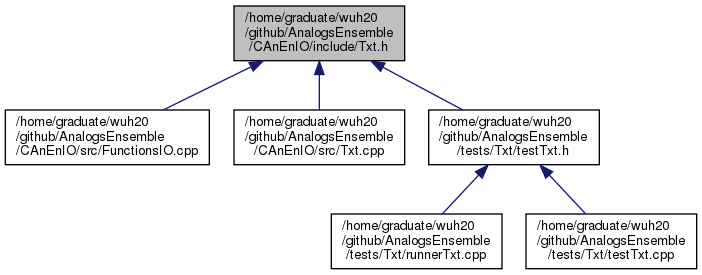 /home/graduate/wuh20
/github/AnalogsEnsemble
/CAnEnIO/include/Txt.h
/home/graduate/wuh20
/github/AnalogsEnsemble
/CAnEnIO/src/FunctionsIO.cpp
/home/graduate/wuh20
/github/AnalogsEnsemble
/CAnEnIO/src/Txt.cpp
/home/graduate/wuh20
/github/AnalogsEnsemble
/tests/Txt/testTxt.h
/home/graduate/wuh20
/github/AnalogsEnsemble
/tests/Txt/runnerTxt.cpp
/home/graduate/wuh20
/github/AnalogsEnsemble
/tests/Txt/testTxt.cpp